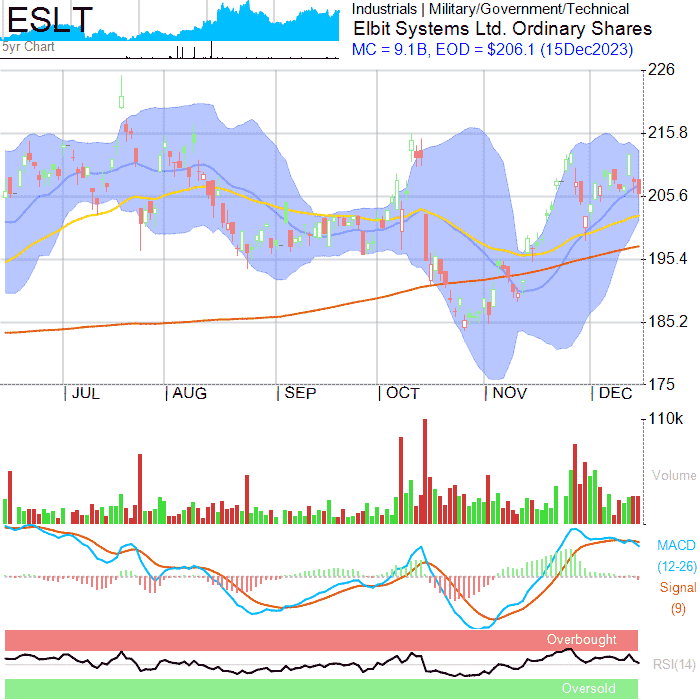 ESLT
5yr Chart
Industrials | Military/Government/Technical
Elbit Systems Ltd. Ordinary Shares
MC = 9.1B, EOD = $206.1 (15Dec2023)
226
215.8
205.6
195.4
185.2
175
JUL AUG SEP OCT NOV DEC
110k
Volume
MACD
(12-26)
Signal
(9)
Overbought
RSI(14)
Oversold